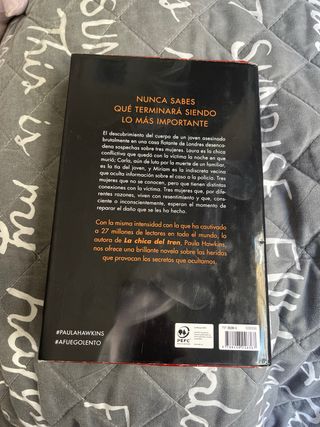 NUNCA SABES
QUÉ TERMINARÁ SIENDO
LO MÁS IMPORTANTE
El descubrimiento del cuerpo de un joven asesinado
brutalmente en una casa flotante de Londres desenca-
dena sospechas sobre tres mujeres. Laura es la chica
conflictiva que quedó con la víctima la noche en que
murió; Carla, aún de luto por la muerte de un familiar,
es la tía del joven, y Miriam es la indiscreta vecina
que oculta información sobre el caso a la policía. Tres
mujeres que no se conocen, pero que tienen distintas
conexiones con la víctima. Tres mujeres que, por dife-
rentes razones, viven con resentimiento y que, cons-
ciente o inconscientemente, esperan el momento de
reparar el daño que se les ha hecho.
Con la misma intensidad con la que ha cautivado
a 27 millones de lectores en todo el mundo, la
autora de La chica del tren, Paula Hawkins,
nos ofrece una brillante novela sobre las heridas
que provocan los secretos que ocultamos.
#PAULAHAWKINS
#AFUEGOLENTO
PEFC
This is my